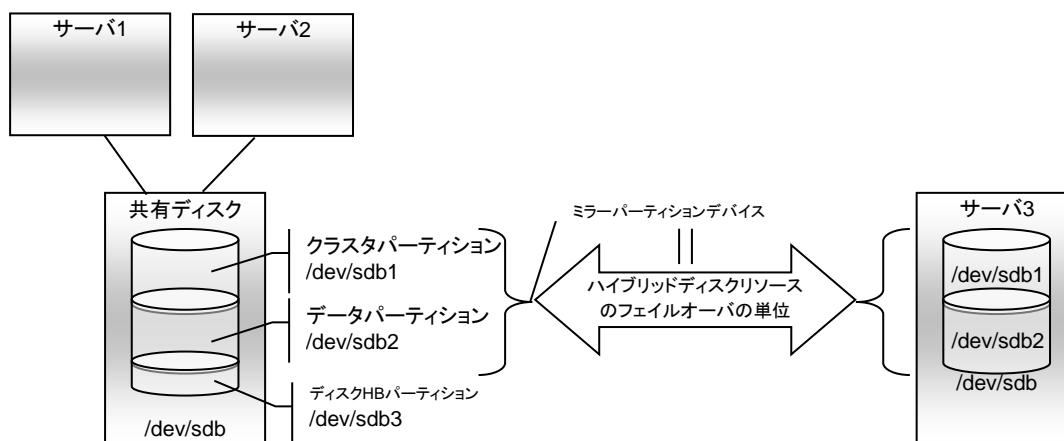 サーバ1
サーバ2
共有ディスク
クラスタパーティション
/dev/sdb1
データパーティション
/dev/sdb2
ディスクHBパーティション
/dev/sdb3
/dev/sdb
ミラーパーティションデバイス
ハイブリッドディスクリソース
のフェイルオーバの単位
サーバ3
/dev/sdb1
/dev/sdb2
/dev/sdb